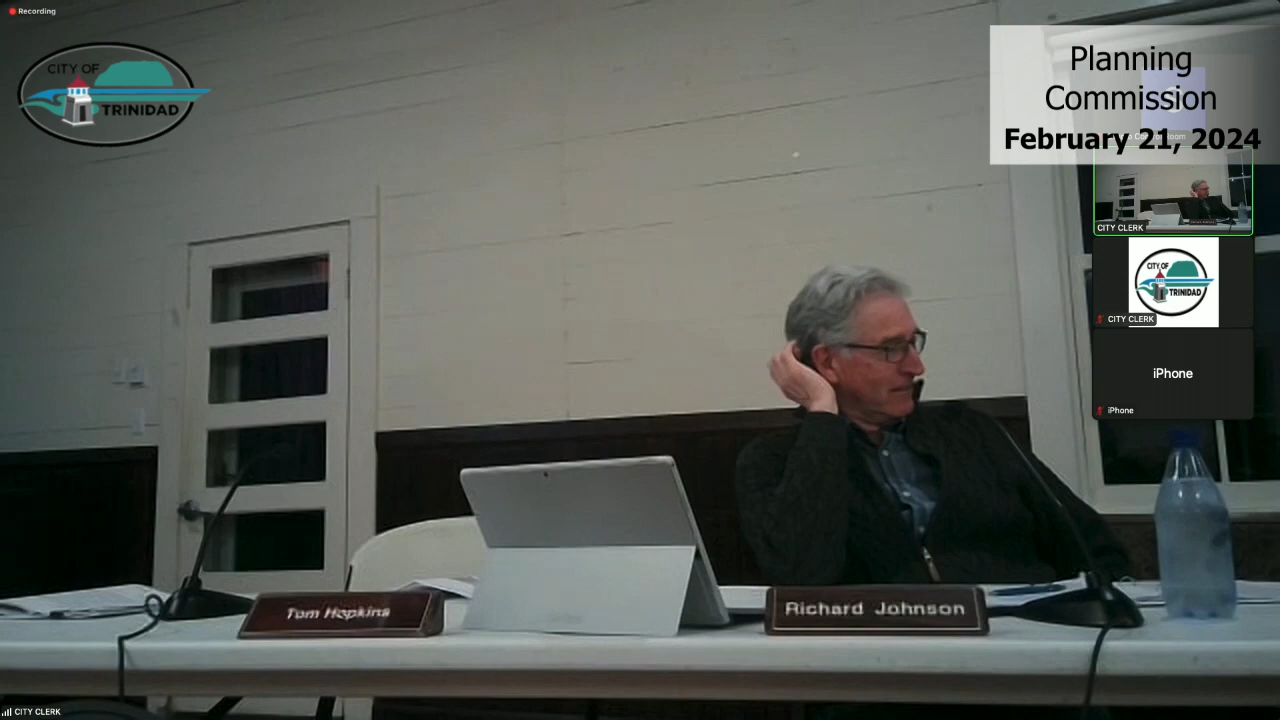 Recording
CITY OF
TRINIDAD
Planning
Commission
February 21, 2024
CITY CLERK
CITY OF
TRINIDAD
CITY CLERK
iPhone
iPhone
Tom Hopkins
Richard Johnson
CITY CLERK